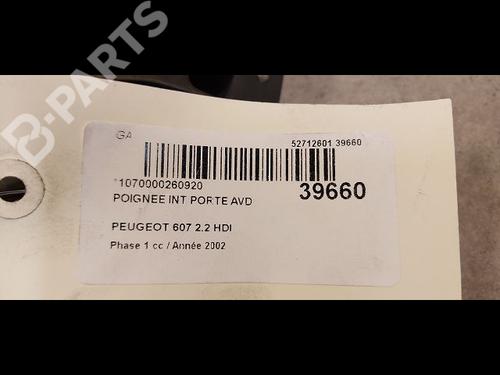 B-PARTS
GA
52712601 39660
*1070000260920
39660
POIGNEE INT PORTE AVD
PEUGEOT 607 2.2 HDI
Phase 1 cc / Année 2002